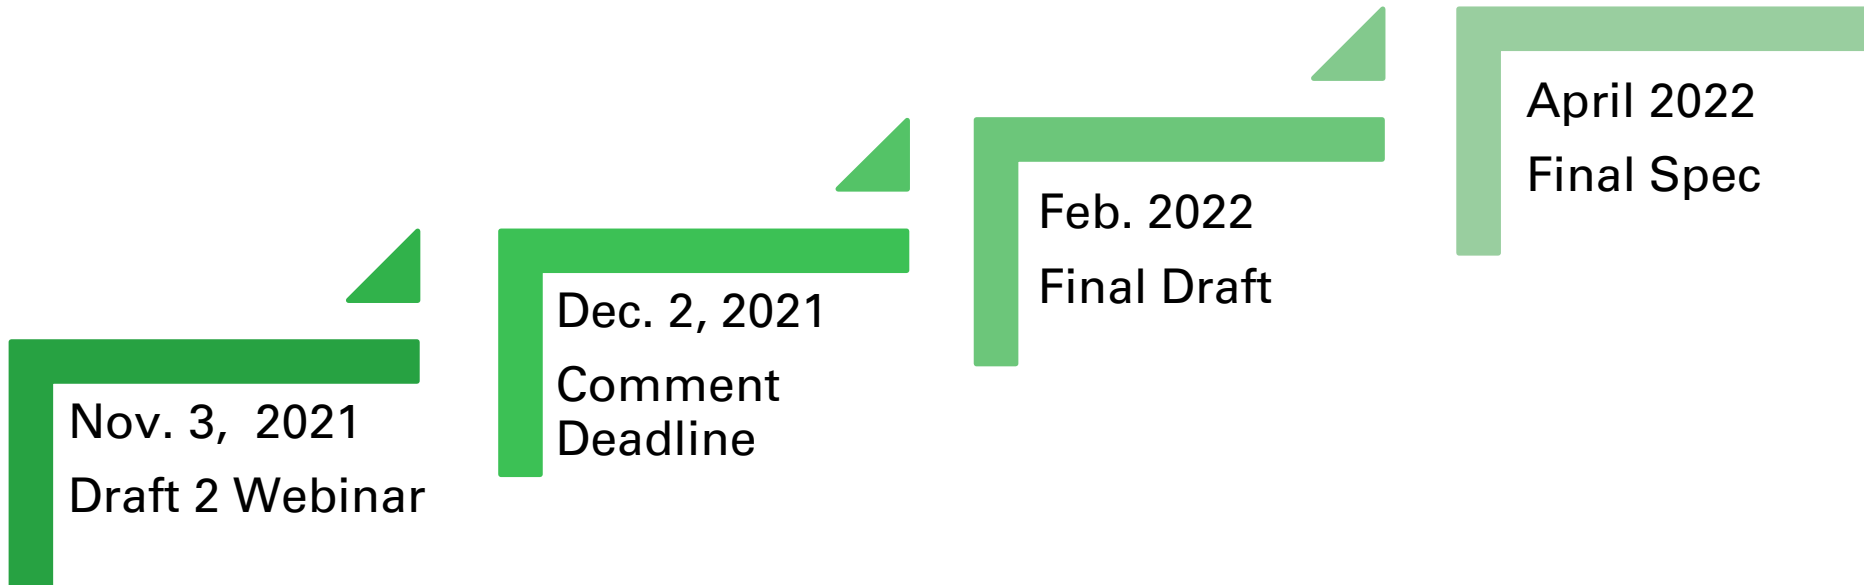 Nov. 3,  2021
Draft 2 Webinar
Dec. 2, 2021
Comment
Deadline
Feb. 2022
Final Draft
April 2022
Final Spec